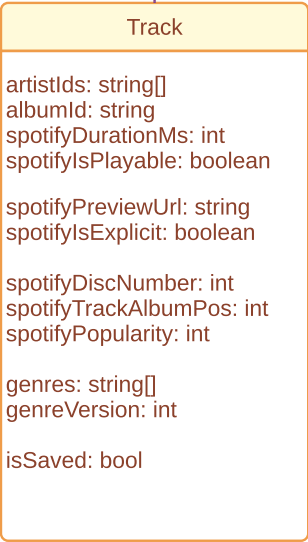 Track
artistIds: string[]
albumId: string
spotifyDurationMs: int
spotifyIsPlayable: boolean
spotifyPreviewUrl: string
spotifyIsExplicit: boolean
spotifyDiscNumber: int
spotifyTrackAlbumPos: int
spotifyPopularity: int
genres: string[]
genreVersion: int
isSaved: bool